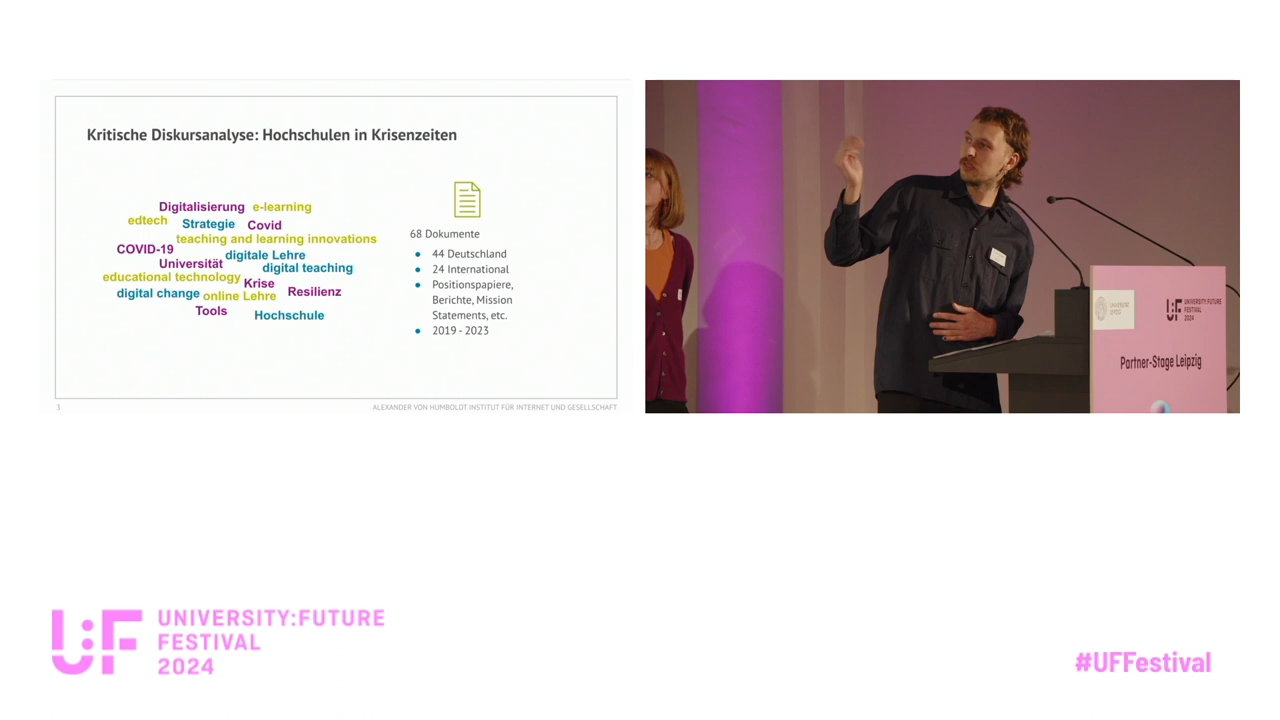 Kritische Diskursanalyse: Hochschulen in Krisenzeiten
Digitalisierung e-learning
edtech Strategie Covid
teaching and learning innovations
COVID-19 digitale Lehre
Universität digital teaching
educational technology Krise
digital change online Lehre Resilienz
Tools Hochschule
68 Dokumente
44 Deutschland
24 International
Positionspapiere,
Berichte, Mission
Statements, etc.
2019 - 2023
3 ALEXANDER VON HUMBOLDT INSTITUT FÜR INTERNET UND GESELLSCHAFT
UNIVERSITÄT
LEIPZIG
U:F UNIVERSITY:FUTURE
FESTIVAL
2024
Partner-Stage Leipzig
U:F UNIVERSITY:FUTURE
FESTIVAL
2024
#UFFestival